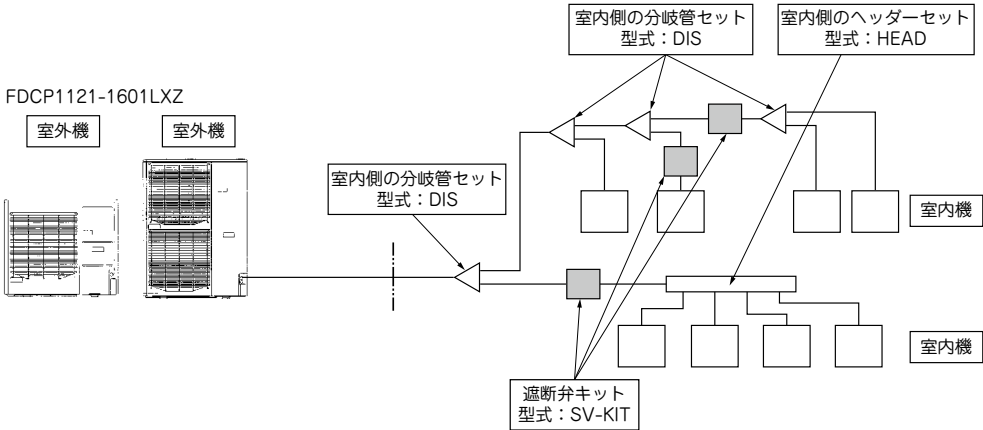 室内側の分岐管セット
型式：DIS
室内側のヘッダーセット
型式：HEAD
FDCP1121-1601LXZ
室外機
室外機
室内側の分岐管セット
型式：DIS
室内機
室内機
遮断弁キット
型式：SV-KIT